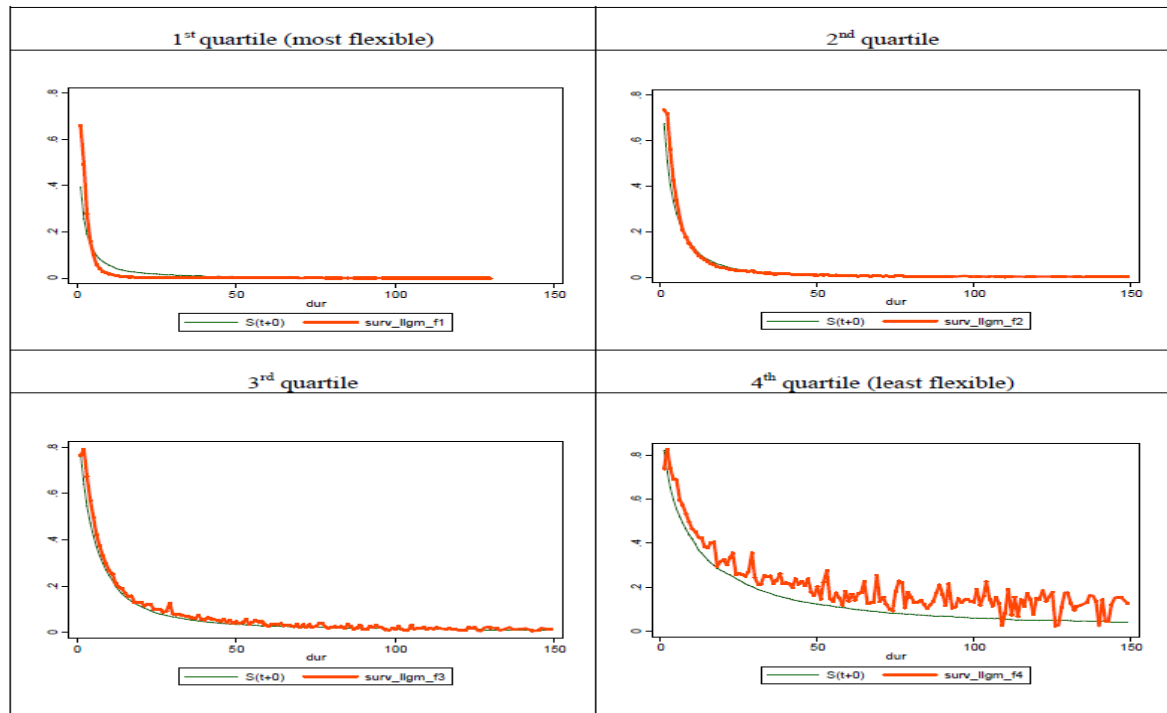 1st quartile (most flexible)
2nd quartile
.8
.6
.4
.2
0
0 50 100 150
dur
S(t+0) surv_llgm_f1
.8
.6
.4
.2
0
0 50 100 150
dur
S(t+0) surv_llgm_f2
3rd quartile
4th quartile (least flexible)
.8
.6
.4
.2
0
0 50 100 150
dur
S(t+0) surv_llgm_f3
.8
.6
.4
.2
0
0 50 100 150
dur
S(t+0) surv_llgm_f4